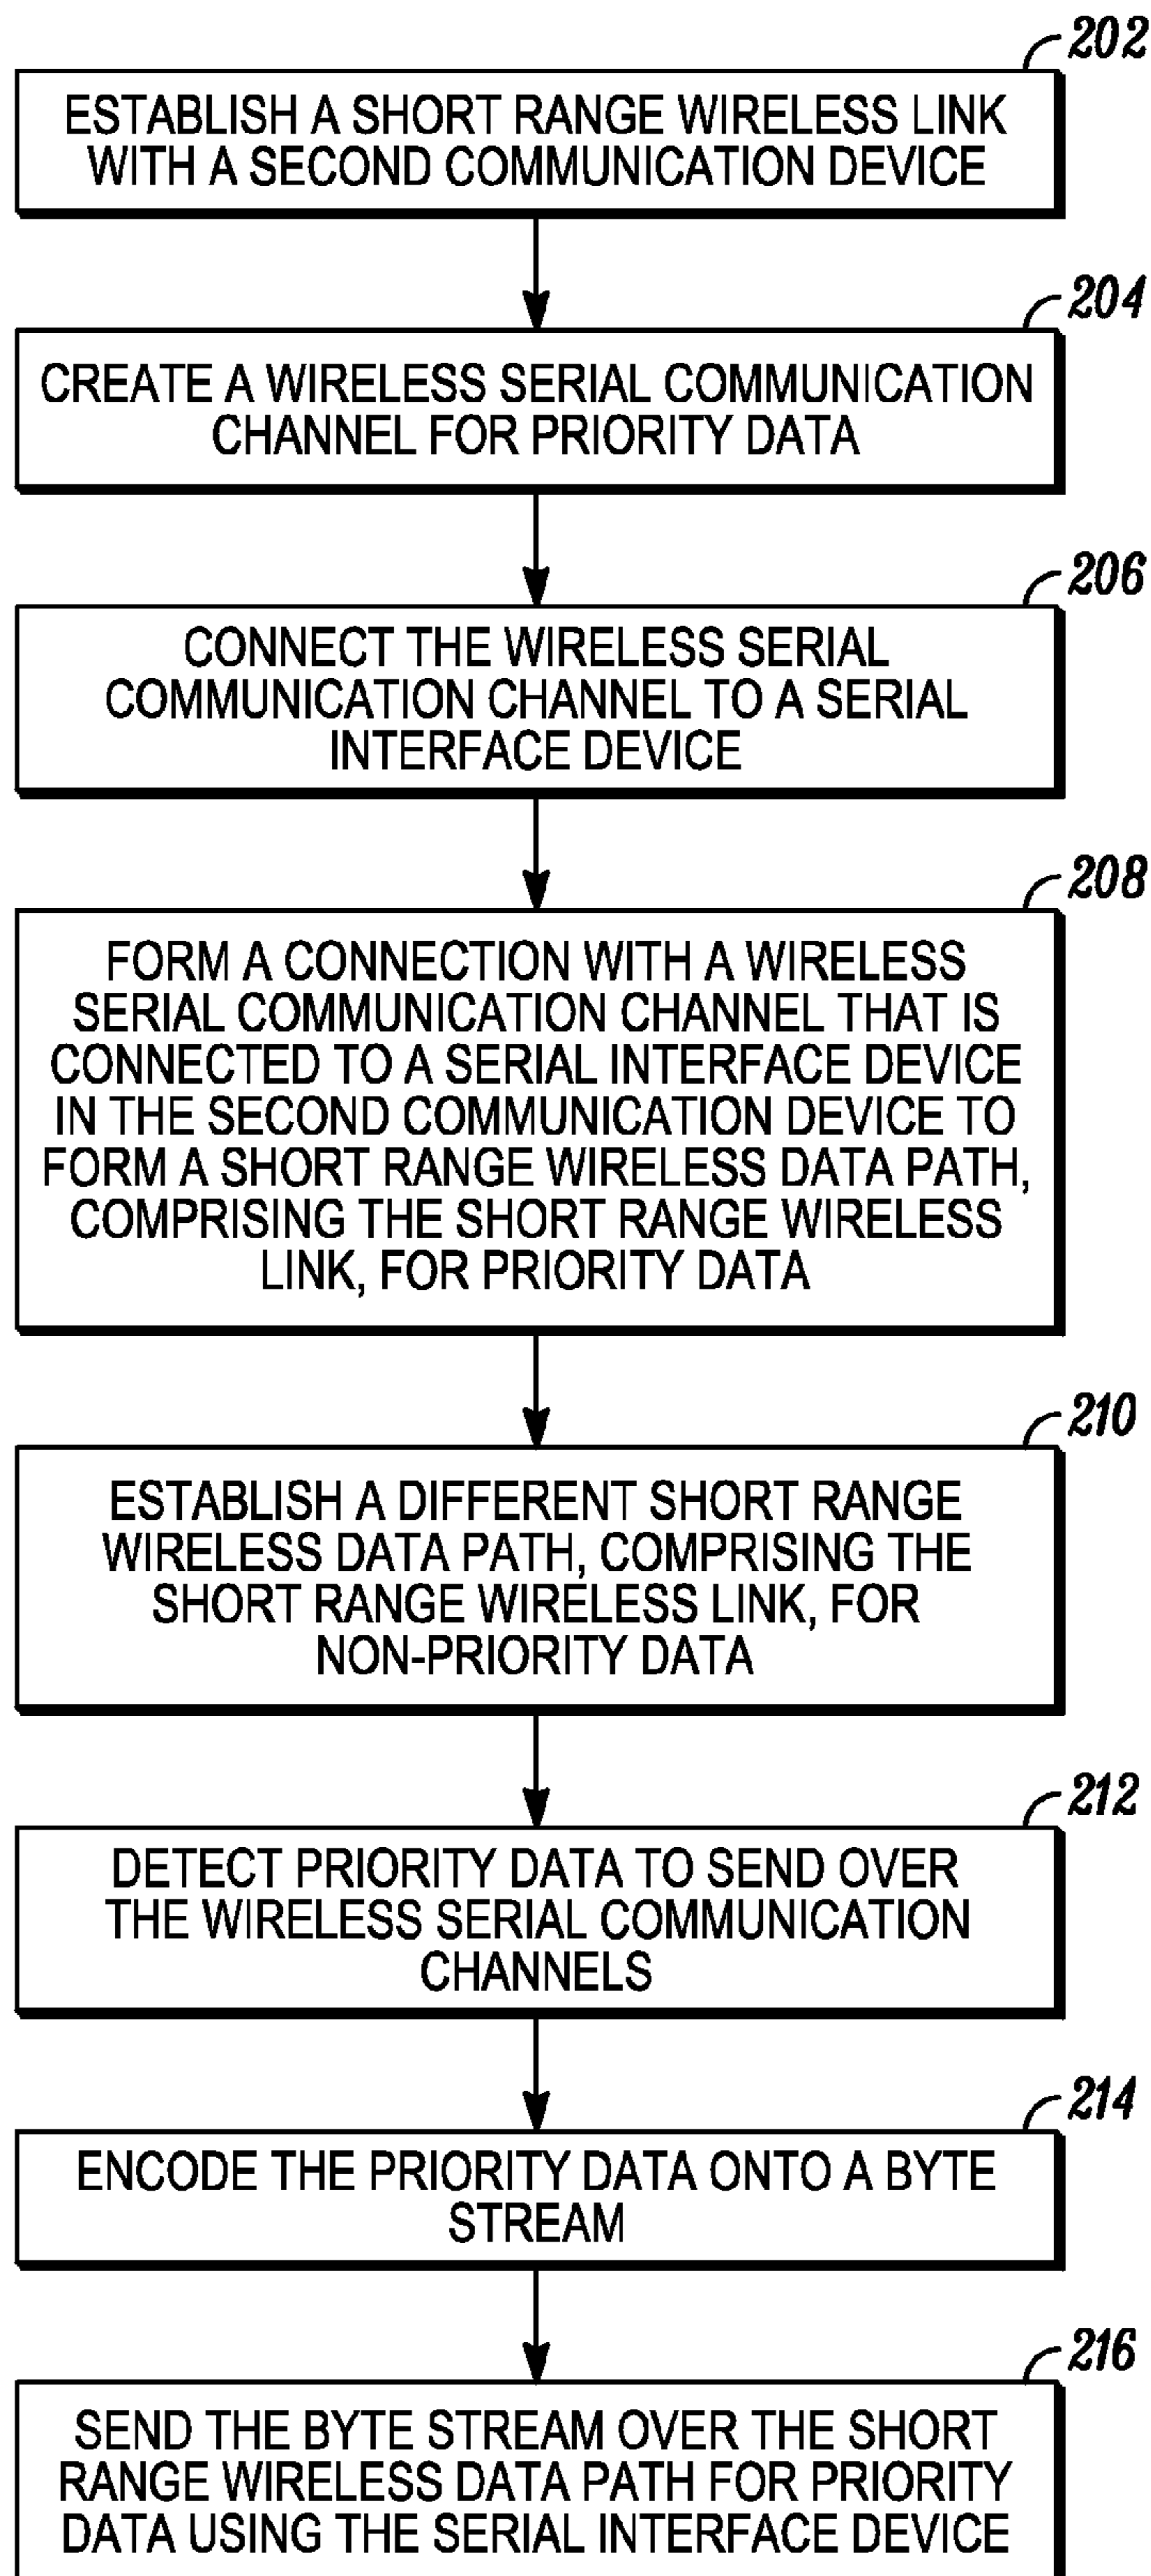 202
ESTABLISH A SHORT RANGE WIRELESS LINK
WITH A SECOND COMMUNICATION DEVICE
204
CREATE A WIRELESS SERIAL COMMUNICATION
CHANNEL FOR PRIORITY DATA
206
CONNECT THE WIRELESS SERIAL
COMMUNICATION CHANNEL TO A SERIAL
INTERFACE DEVICE
208
FORM A CONNECTION WITH A WIRELESS
SERIAL COMMUNICATION CHANNEL THAT IS
CONNECTED TO A SERIAL INTERFACE DEVICE
IN THE SECOND COMMUNICATION DEVICE TO
FORM A SHORT RANGE WIRELESS DATA PATH,
COMPRISING THE SHORT RANGE WIRELESS
LINK, FOR PRIORITY DATA
210
ESTABLISH A DIFFERENT SHORT RANGE
WIRELESS DATA PATH, COMPRISING THE
SHORT RANGE WIRELESS LINK, FOR
NON-PRIORITY DATA
212
DETECT PRIORITY DATA TO SEND OVER
THE WIRELESS SERIAL COMMUNICATION
CHANNELS
214
ENCODE THE PRIORITY DATA ONTO A BYTE
STREAM
216
SEND THE BYTE STREAM OVER THE SHORT
RANGE WIRELESS DATA PATH FOR PRIORITY
DATA USING THE SERIAL INTERFACE DEVICE